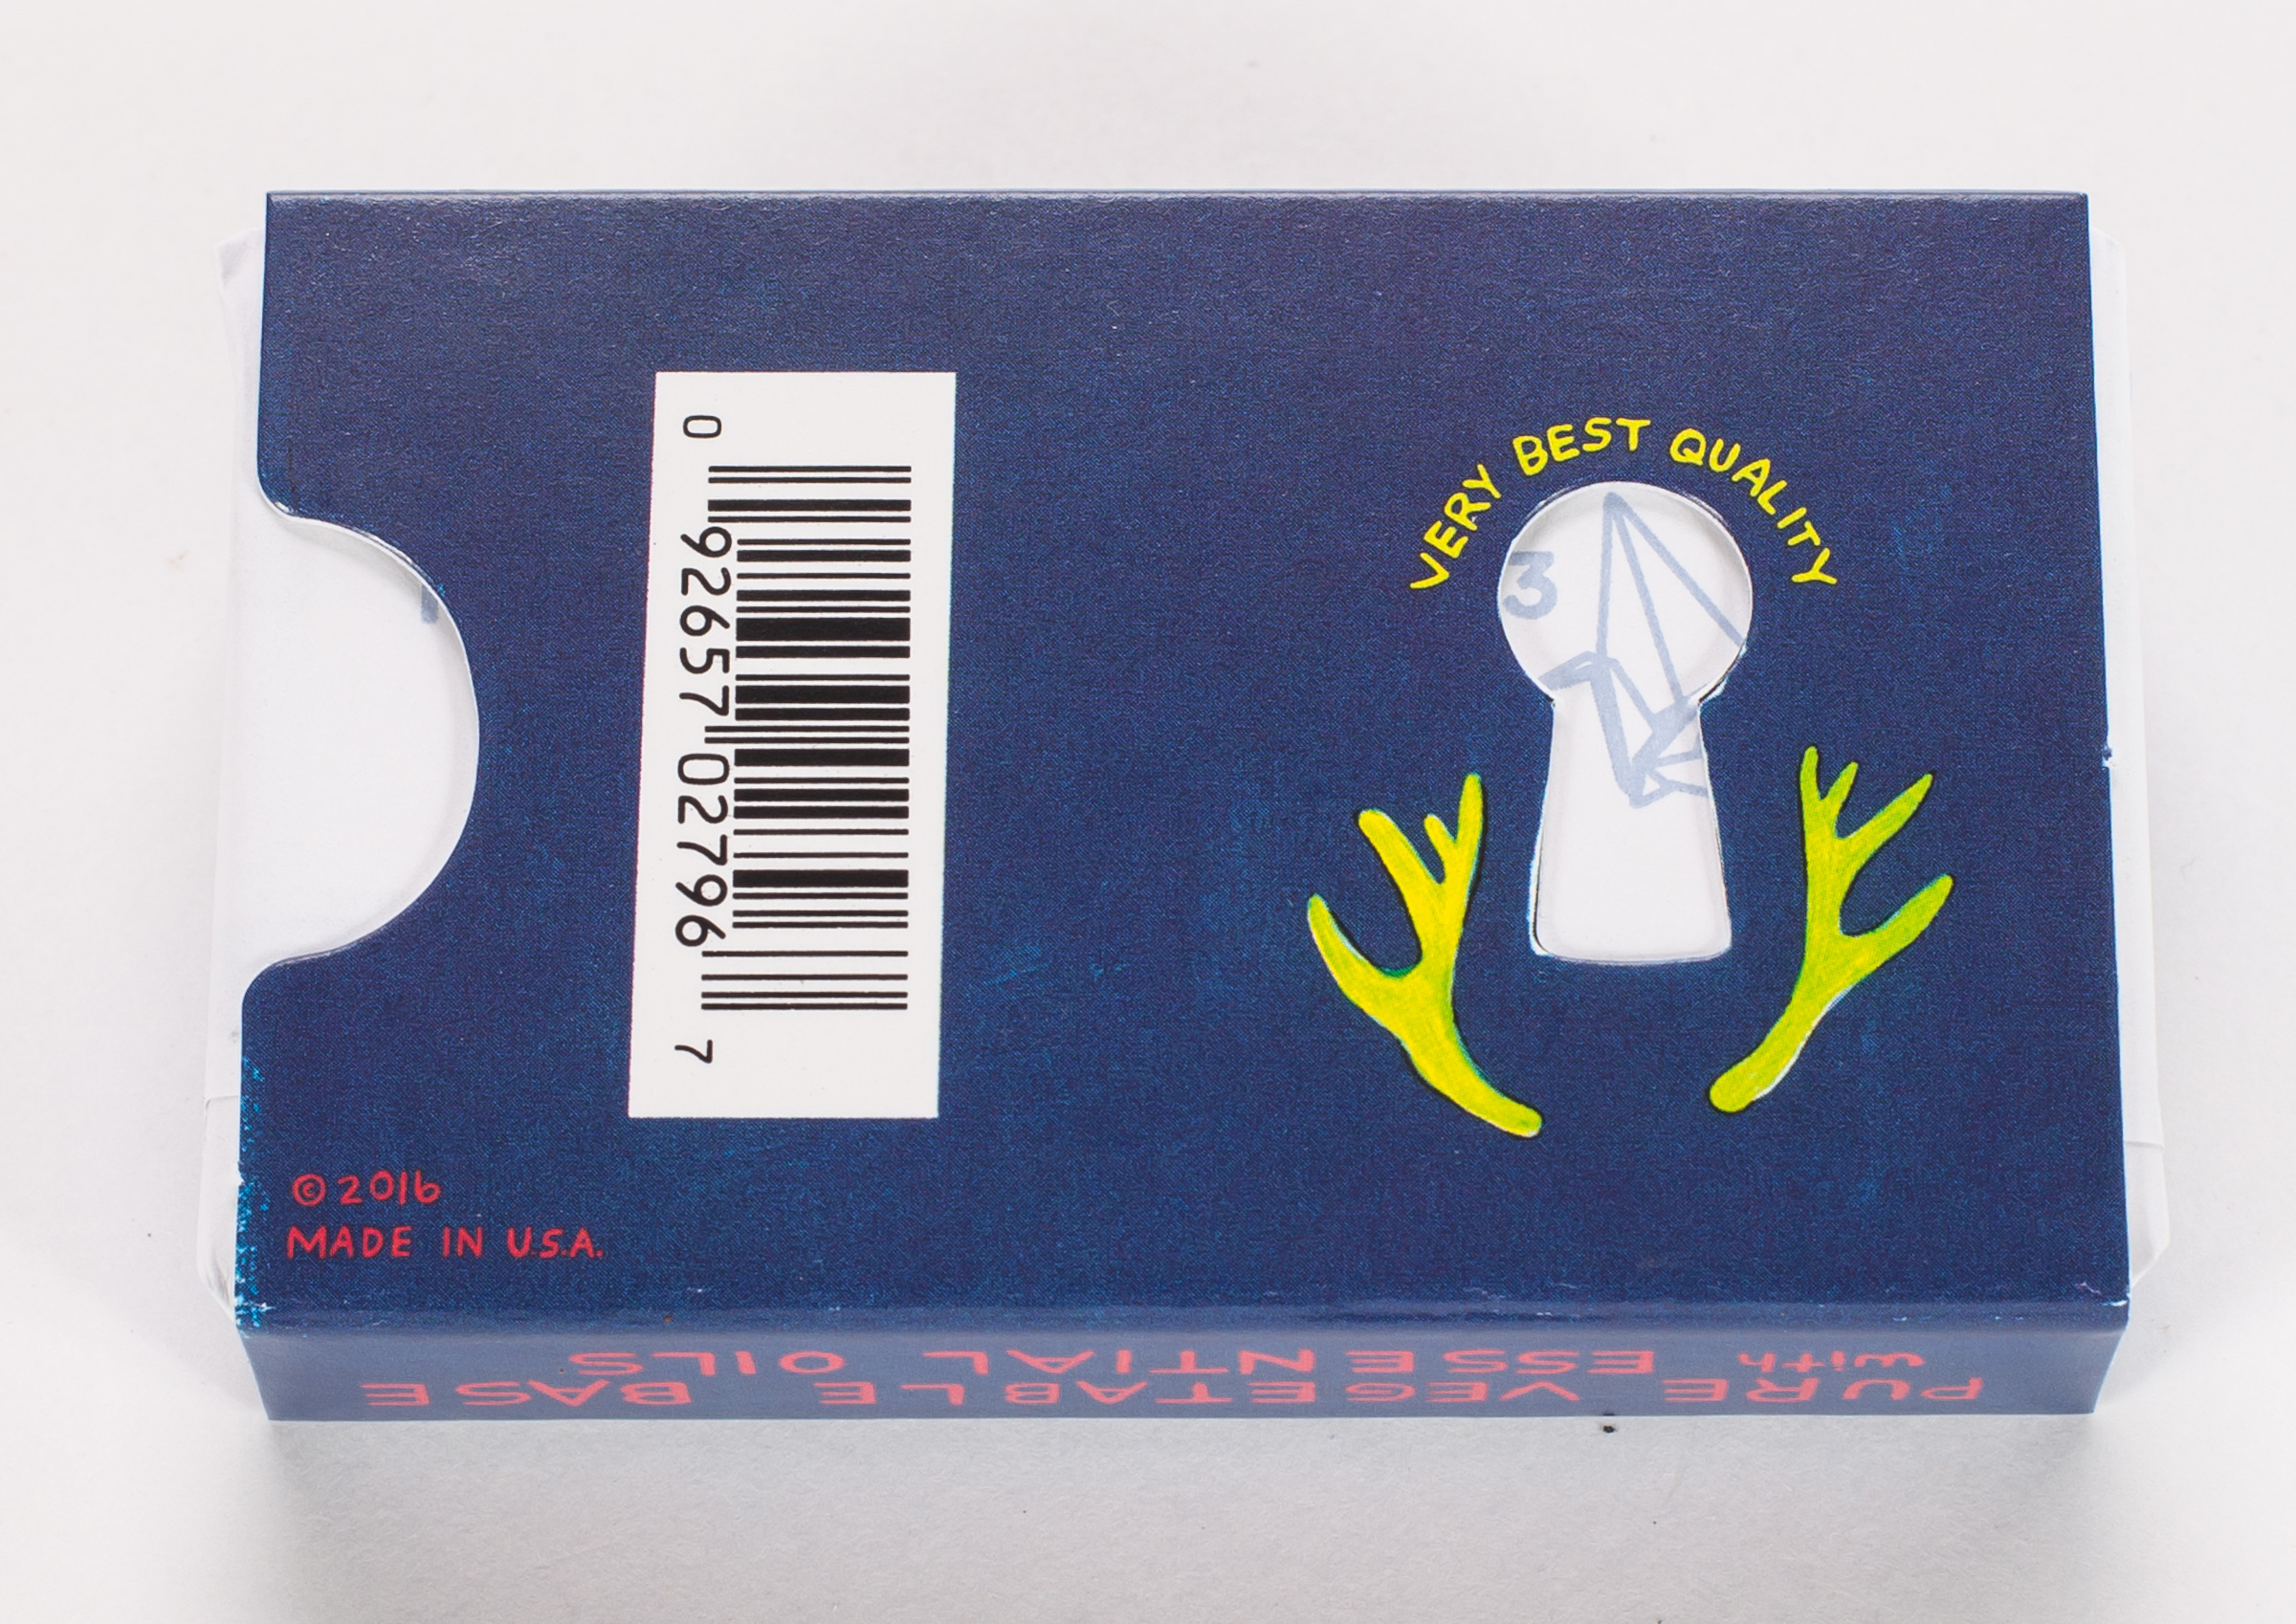 VERY BEST QUALITY
3
0 92657 02796 7
©2016
MADE IN U.S.A.
PURE VEGETABLE BASE
with ESSENTIAL OILS